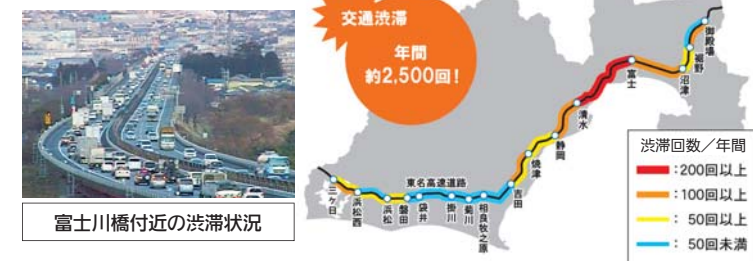 交通渋滞
年間
約2,500回!
富士川橋付近の渋滞状況
東名高速道路
三ヶ日
浜松西
浜松
磐田
袋井
掛川
菊川
相良牧之原
吉田
焼津
静岡
清水
富士
沼津
裾野
御殿場
渋滞回数/年間
:200回以上
:100回以上
: 50回以上
: 50回未満